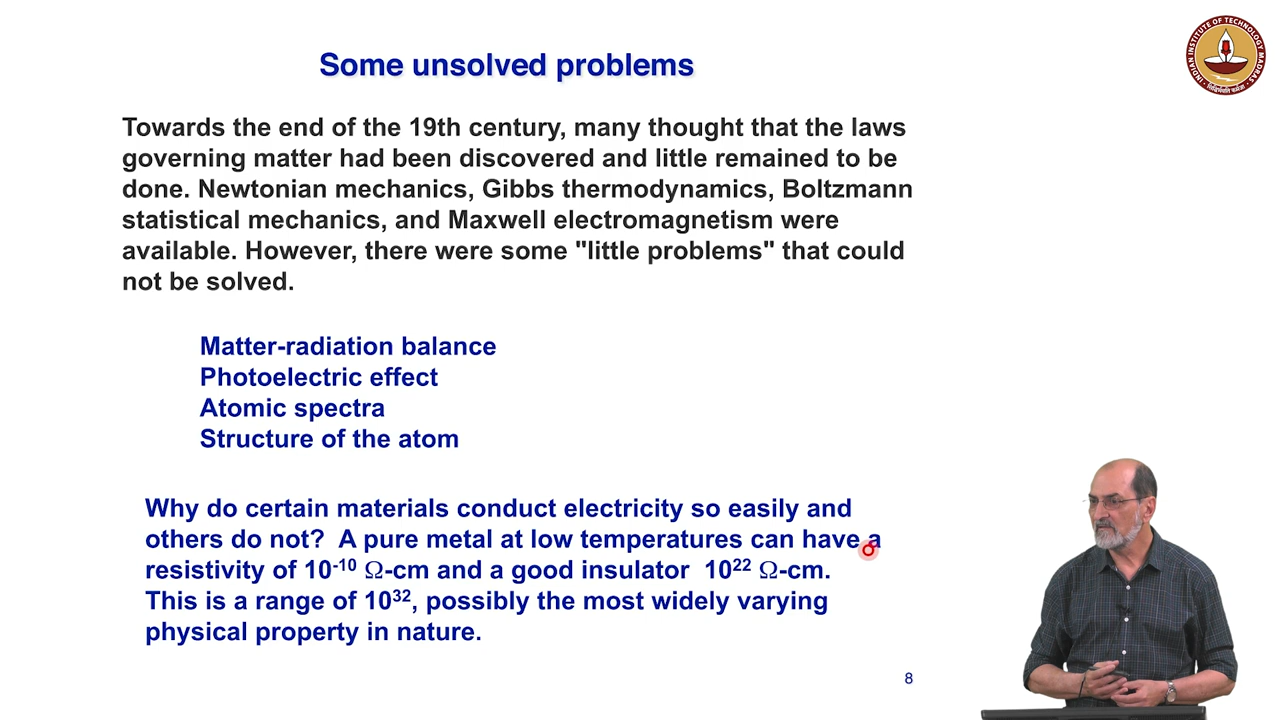 Some unsolved problems
INDIAN INSTITUTE OF TECHNOLOGY MADRAS
Towards the end of the 19th century, many thought that the laws
governing matter had been discovered and little remained to be
done. Newtonian mechanics, Gibbs thermodynamics, Boltzmann
statistical mechanics, and Maxwell electromagnetism were
available. However, there were some "little problems" that could
not be solved.
Matter-radiation balance
Photoelectric effect
Atomic spectra
Structure of the atom
Why do certain materials conduct electricity so easily and
others do not? A pure metal at low temperatures can have a
resistivity of 10⁻¹⁰ Ω-cm and a good insulator 10²² Ω-cm.
This is a range of 10³², possibly the most widely varying
physical property in nature.
8